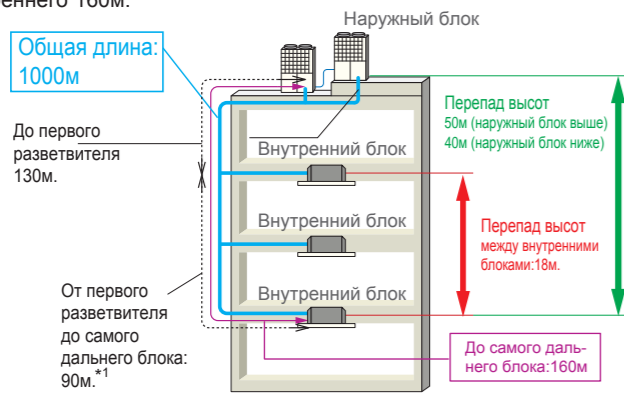 реннего 160м.
Наружный блок
Общая длина:
1000м
До первого
разветвителя
130м.
Перепад высот
50м (наружный блок выше)
40м (наружный блок ниже)
Внутренний блок
Внутренний блок
Внутренний блок
Перепад высот
между внутренними
блоками:18м.
От первого
разветвителя
до самого
дальнего блока:
90м.*1
До самого даль-
него блока:160м